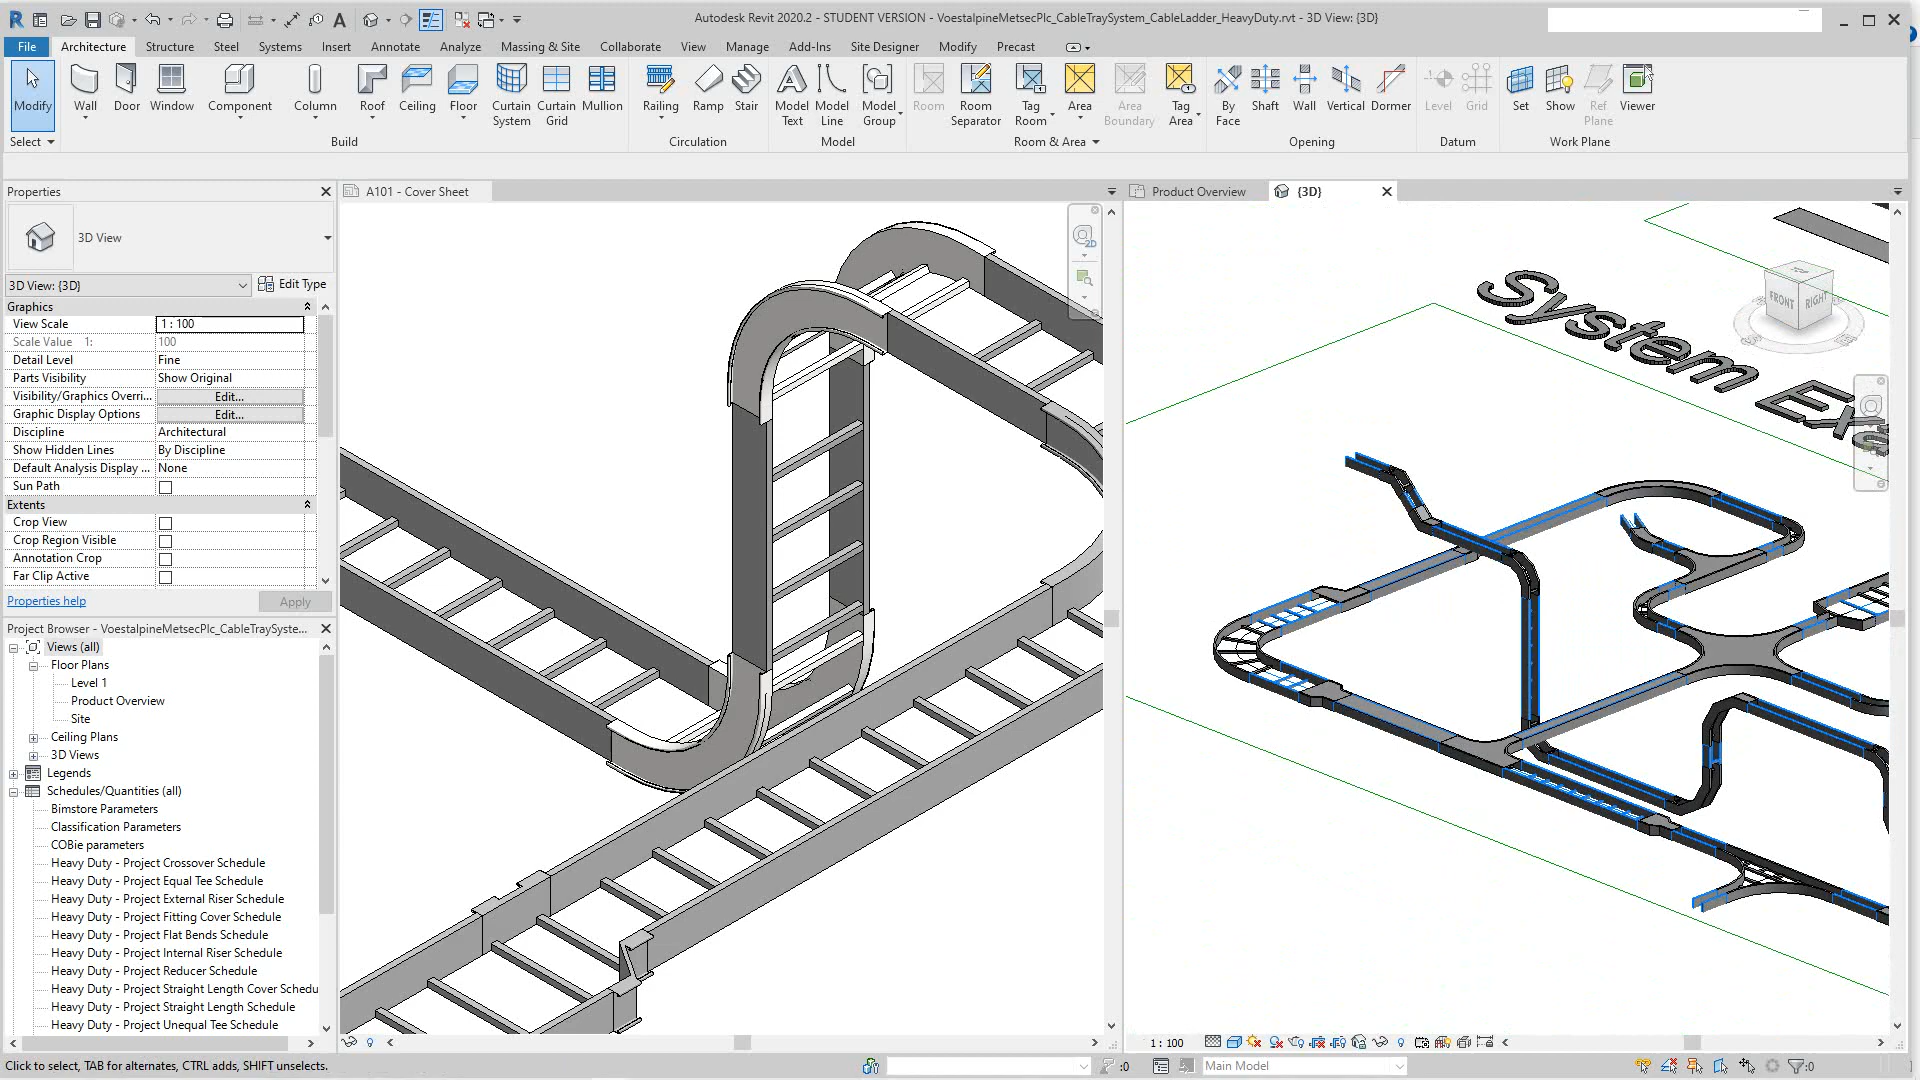 Autodesk Revit 2020.2 - STUDENT VERSION - VoestalpineMetsecPlc_CableTraySystem_CableLadder_HeavyDuty.rvt - 3D View: {3D}
File Architecture Structure Steel Systems Insert Annotate Analyze Massing & Site Collaborate View Manage Add-Ins Site Designer Modify Precast
Modify Wall Door Window Component Column Roof Ceiling Floor Curtain System Curtain Grid Mullion Railing Ramp Stair Model Text Model Line Model Group Room Room Separator Tag Room Area Area Boundary Tag Area By Face Shaft Wall Vertical Dormer Level Grid Set Show Ref Plane Viewer
Select Build Circulation Model Room & Area Opening Datum Work Plane
Properties
A101 - Cover Sheet
Product Overview
{3D}
3D View
3D View: {3D}
Edit Type
Graphics
View Scale 1 : 100
Scale Value 1: 100
Detail Level Fine
Parts Visibility Show Original
Visibility/Graphics Overri... Edit...
Graphic Display Options Edit...
Discipline Architectural
Show Hidden Lines By Discipline
Default Analysis Display ... None
Sun Path
Extents
Crop View
Crop Region Visible
Annotation Crop
Far Clip Active
Properties help
Apply
Project Browser - VoestalpineMetsecPlc_CableTraySyste...
Views (all)
Floor Plans
Level 1
Product Overview
Site
Ceiling Plans
3D Views
Legends
Schedules/Quantities (all)
Bimstore Parameters
Classification Parameters
COBie parameters
Heavy Duty - Project Crossover Schedule
Heavy Duty - Project Equal Tee Schedule
Heavy Duty - Project External Riser Schedule
Heavy Duty - Project Fitting Cover Schedule
Heavy Duty - Project Flat Bends Schedule
Heavy Duty - Project Internal Riser Schedule
Heavy Duty - Project Reducer Schedule
Heavy Duty - Project Straight Length Cover Schedu
Heavy Duty - Project Straight Length Schedule
Heavy Duty - Project Unequal Tee Schedule
2D
System Exa
FRONT
RIGHT
1 : 100
Click to select, TAB for alternates, CTRL adds, SHIFT unselects.
:0
Main Model
:0